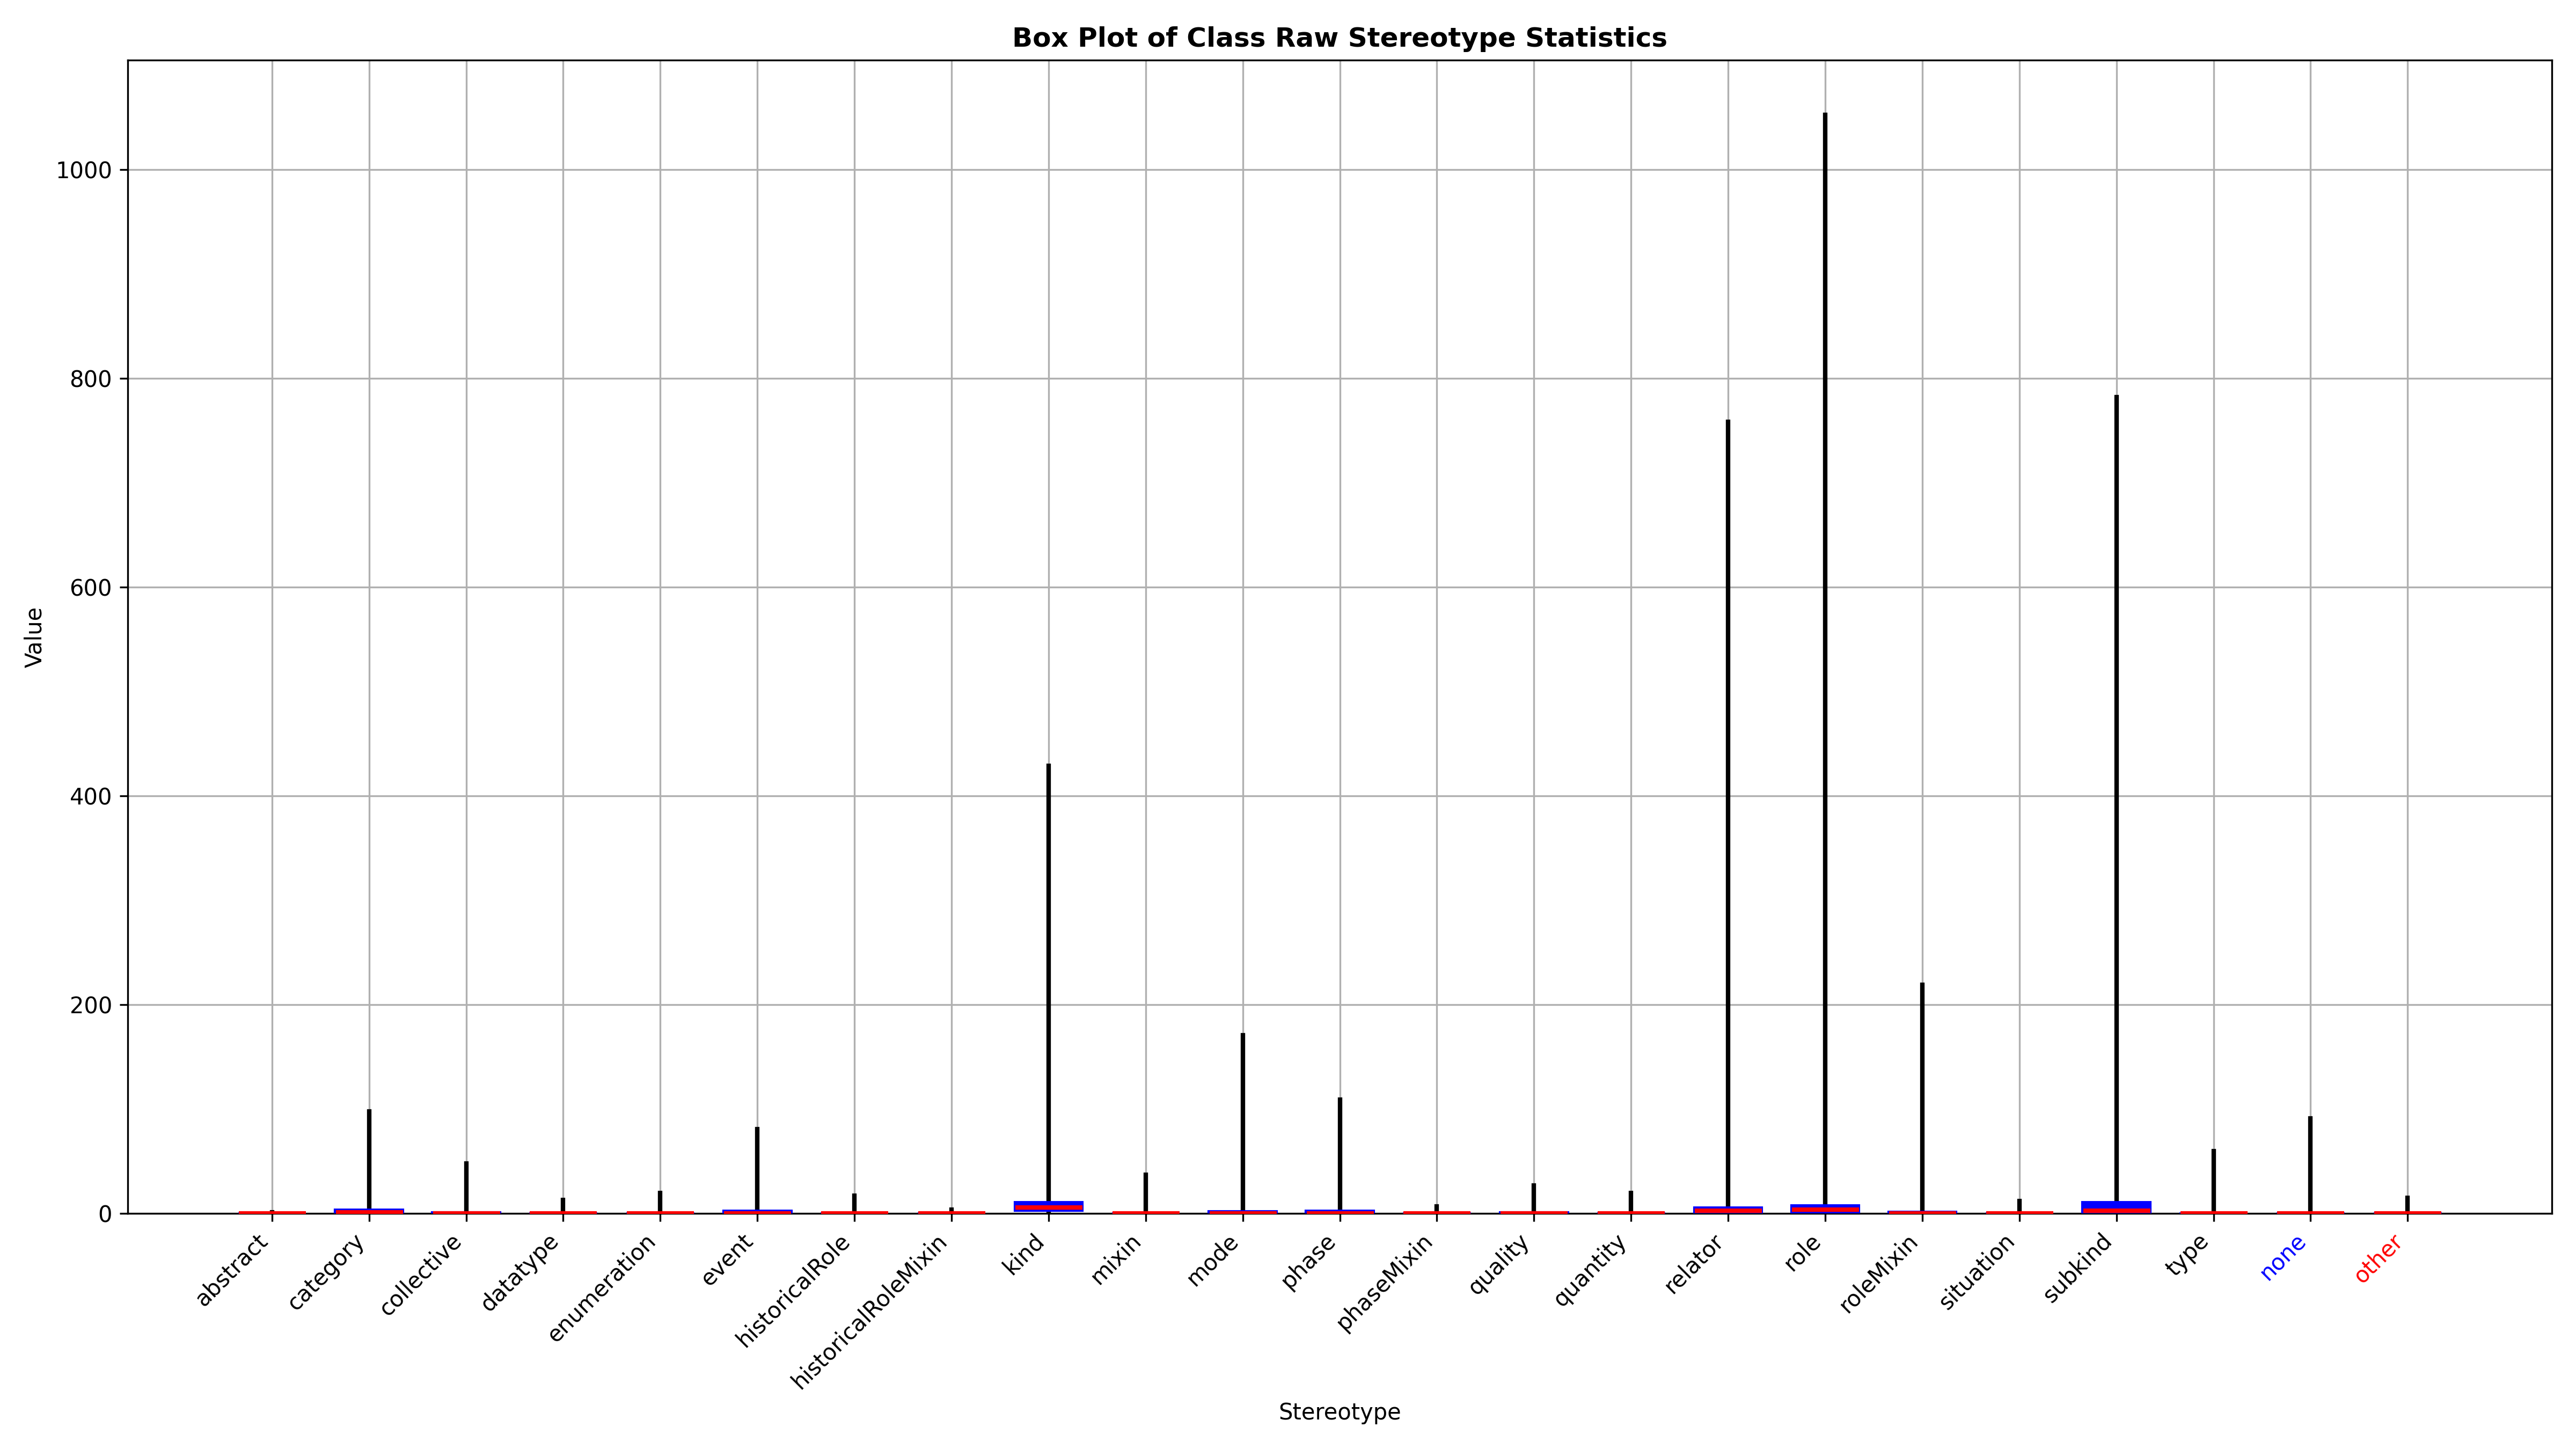 Box Plot of Class Raw Stereotype Statistics
1000
800
600
400
200
0
Value
abstract
category
collective
datatype
enumeration
event
historicalRole
historicalRoleMixin
kind
mixin
mode
phase
phaseMixin
quality
quantity
relator
role
roleMixin
situation
subkind
type
none
other
Stereotype